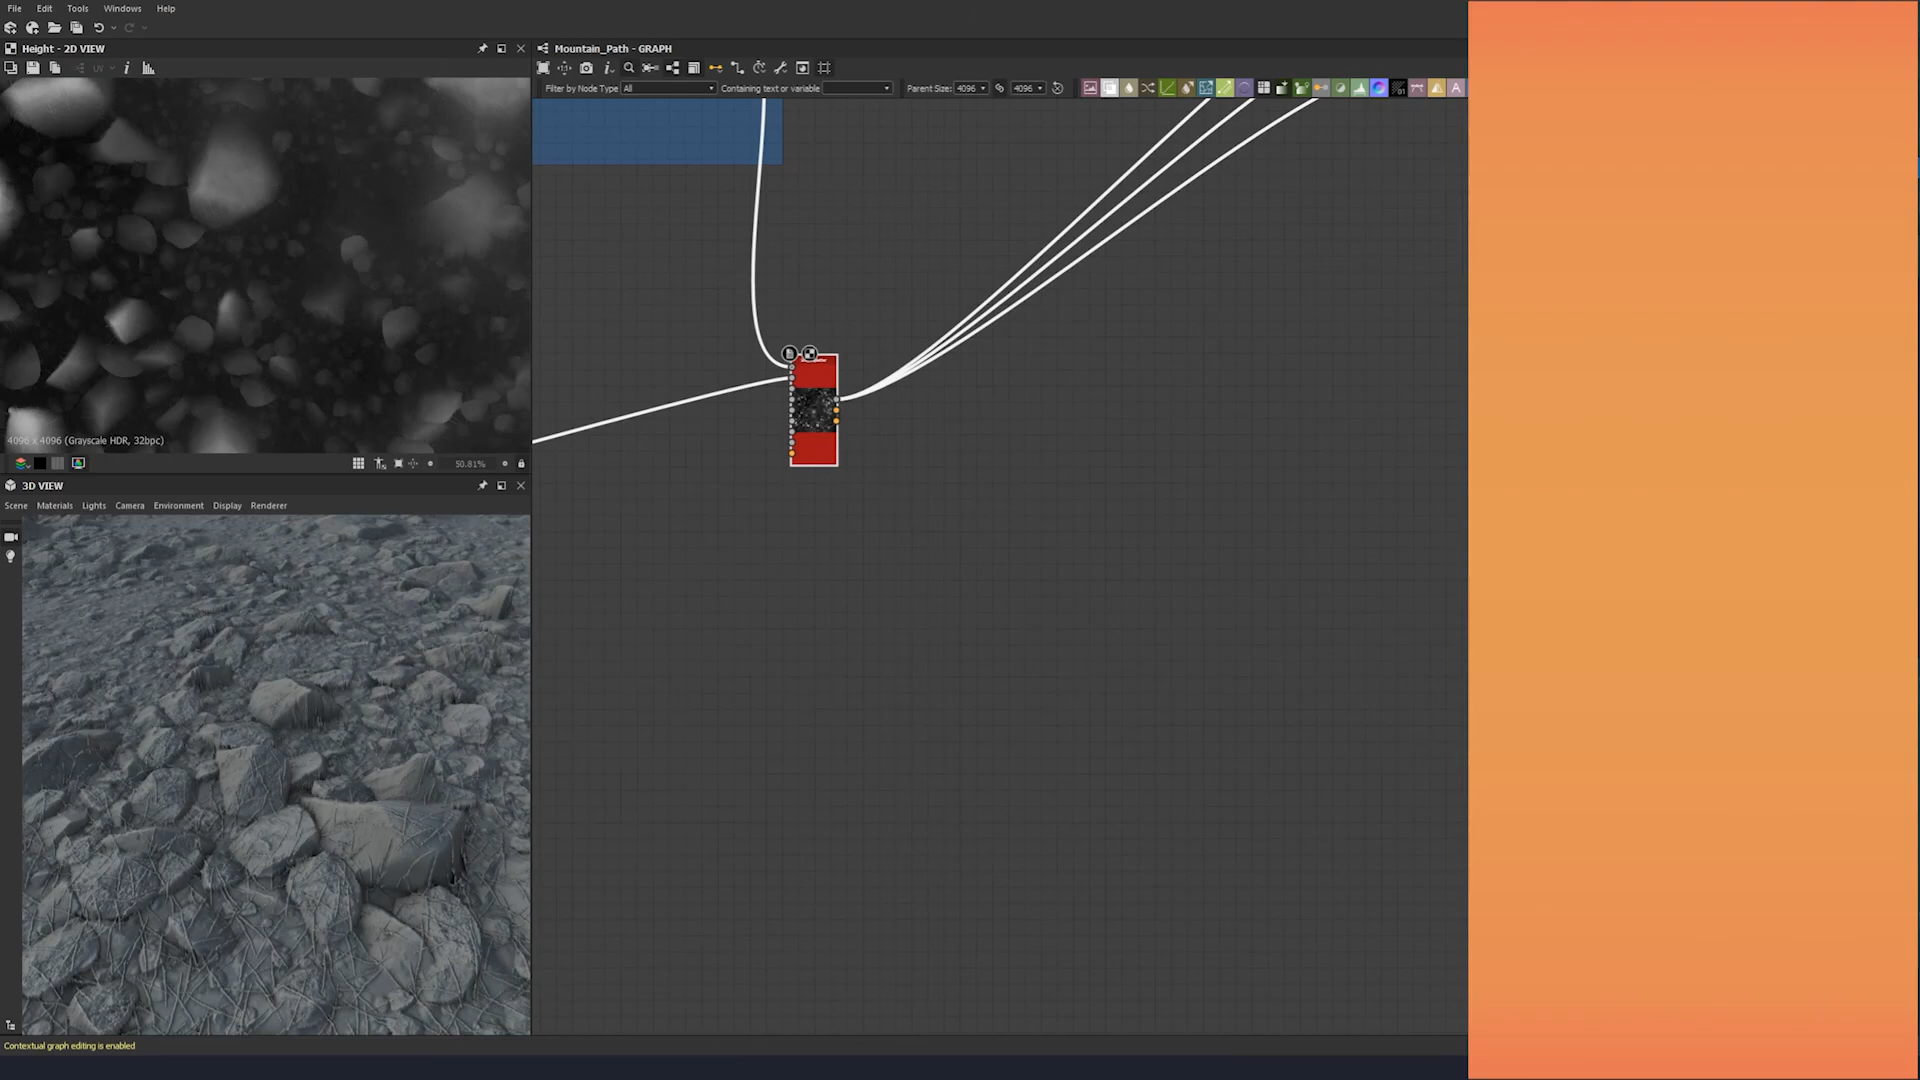 File Edit Tools Windows Help
Height - 2D VIEW
UV
4096 x 4096 (Grayscale HDR, 32bpc)
50.81%
3D VIEW
Scene Materials Lights Camera Environment Display Renderer
Mountain_Path - GRAPH
Filter by Node Type All Containing text or variable Parent Size: 4096 4096
Contextual graph editing is enabled